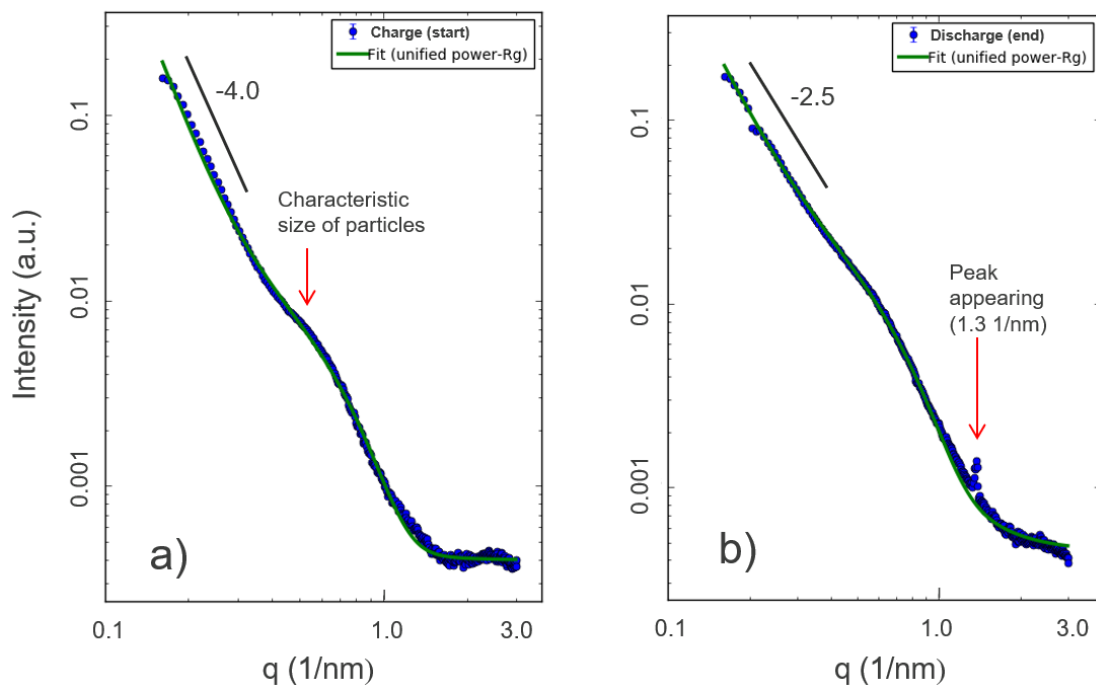 Charge (start)
Fit (unified power-Rg)
-4.0
Characteristic
size of particles
Intensity (a.u.)
0.1
0.01
0.001
a)
0.1
1.0
3.0
q (1/nm)
Discharge (end)
Fit (unified power-Rg)
-2.5
Peak
appearing
(1.3 1/nm)
0.1
0.01
0.001
b)
0.1
1.0
3.0
q (1/nm)